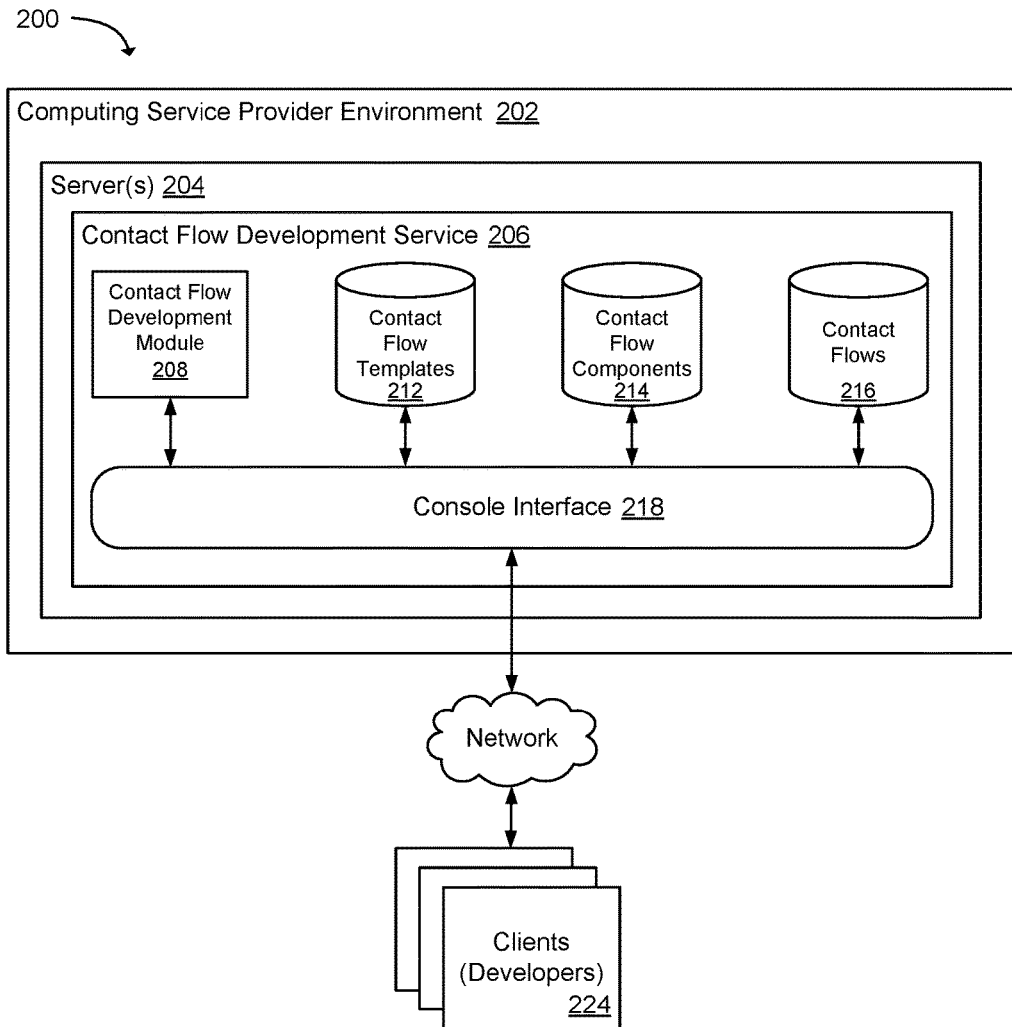 200
Computing Service Provider Environment 202
Server(s) 204
Contact Flow Development Service 206
Contact Flow
Development
Module
208
Contact
Flow
Templates
212
Contact
Flow
Components
214
Contact
Flows
216
Console Interface 218
Network
Clients
(Developers)
224